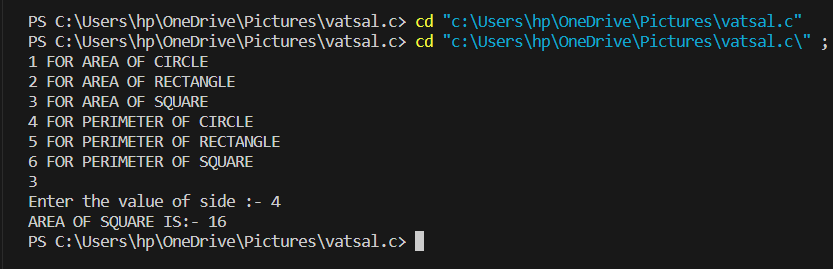 PS C:\Users\hp\OneDrive\Pictures\vatsal.c> cd "c:\Users\hp\OneDrive\Pictures\vatsal.c"
PS C:\Users\hp\OneDrive\Pictures\vatsal.c> cd "c:\Users\hp\OneDrive\Pictures\vatsal.c\" ;
1 FOR AREA OF CIRCLE
2 FOR AREA OF RECTANGLE
3 FOR AREA OF SQUARE
4 FOR PERIMETER OF CIRCLE
5 FOR PERIMETER OF RECTANGLE
6 FOR PERIMETER OF SQUARE
3
Enter the value of side :- 4
AREA OF SQUARE IS:- 16
PS C:\Users\hp\OneDrive\Pictures\vatsal.c>